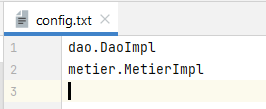 config.txt
1 dao.DaoImpl
2 metier.MetierImpl
3